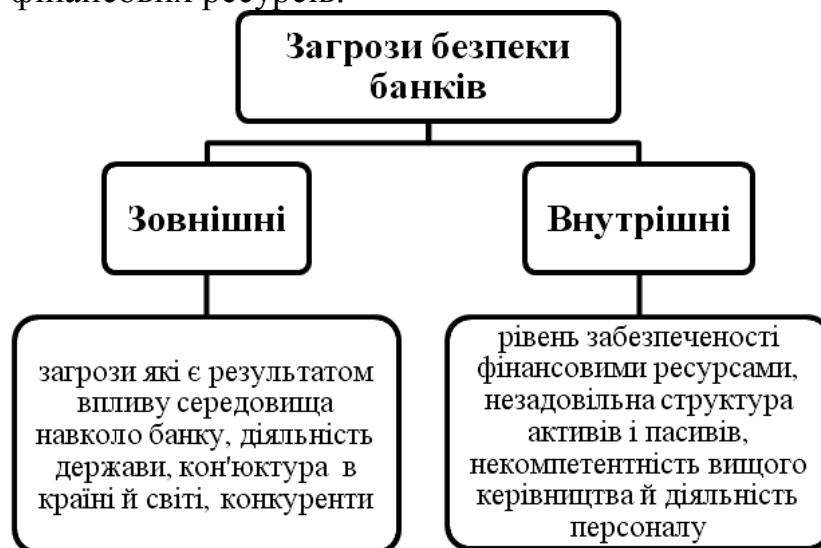 фінансових ресурсів.
Загрози безпеки
банків
Зовнішні
Внутрішні
загрози які є результатом
впливу середовища
навколо банку, діяльність
держави, кон'юктура в
країні й світі, конкуренти
рівень забезпеченості
фінансовими ресурсами,
незадовільна структура
активів і пасивів,
некомпетентність вищого
керівництва й діяльність
персоналу